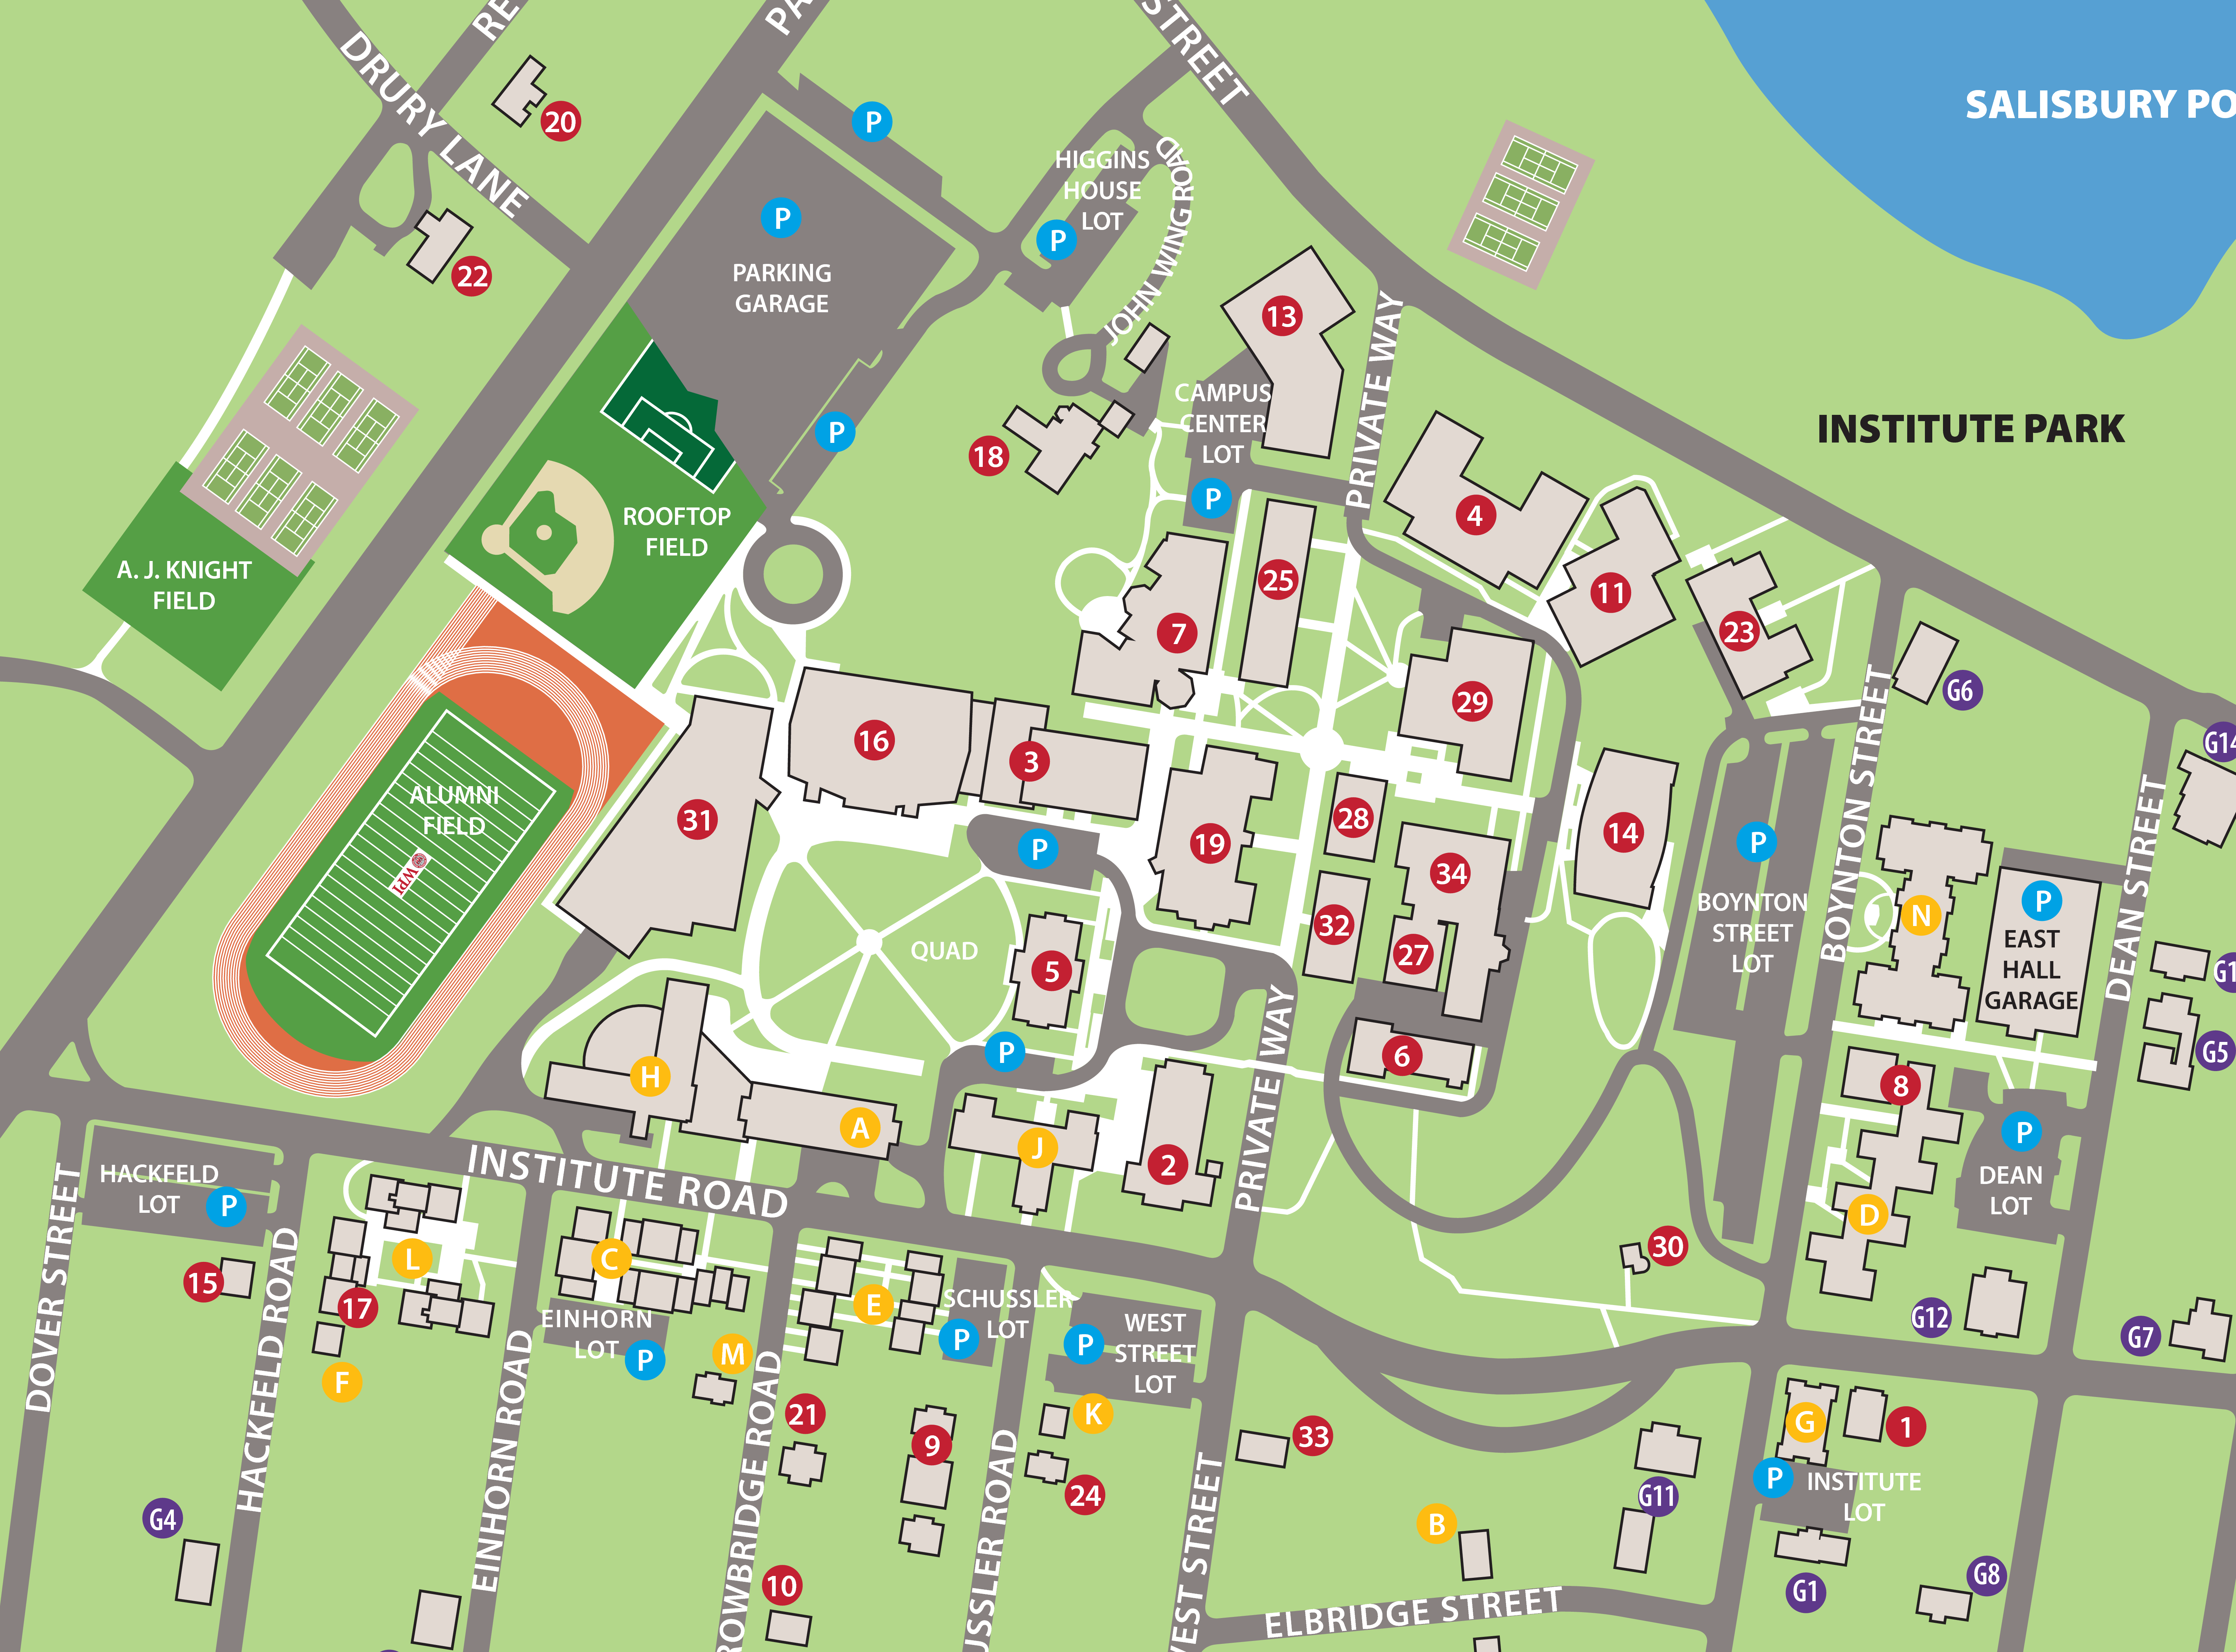 DRURY LANE
RE
PA
STREET
SALISBURY PO
20
P
HIGGINS
HOUSE
LOT
P
JOHN WING ROAD
P
PARKING
GARAGE
22
13
PRIVATE WAY
CAMPUS
CENTER
LOT
P
INSTITUTE PARK
P
18
4
ROOFTOP
FIELD
A. J. KNIGHT
FIELD
25
11
7
23
29
G6
G14
16
3
31
28
19
14
34
P
P
BOYNTON
STREET
LOT
BOYNTON STREET
DEAN STREET
ALUMNI
FIELD
WPI
QUAD
5
32
27
N
P
EAST
HALL
GARAGE
G1
G5
P
6
8
H
A
J
2
PRIVATE WAY
P
DEAN
LOT
D
INSTITUTE ROAD
HACKFELD
LOT
P
DOVER STREET
HACKFELD ROAD
15
L
17
F
C
EINHORN
LOT
P
M
E
SCHUSSLER
LOT
P
WEST
STREET
LOT
P
30
G12
G7
EINHORN ROAD
ROWBRIDGE ROAD
21
9
K
24
33
G
1
P
INSTITUTE
LOT
USSLER ROAD
WEST STREET
G4
10
B
G11
G1
G8
ELBRIDGE STREET